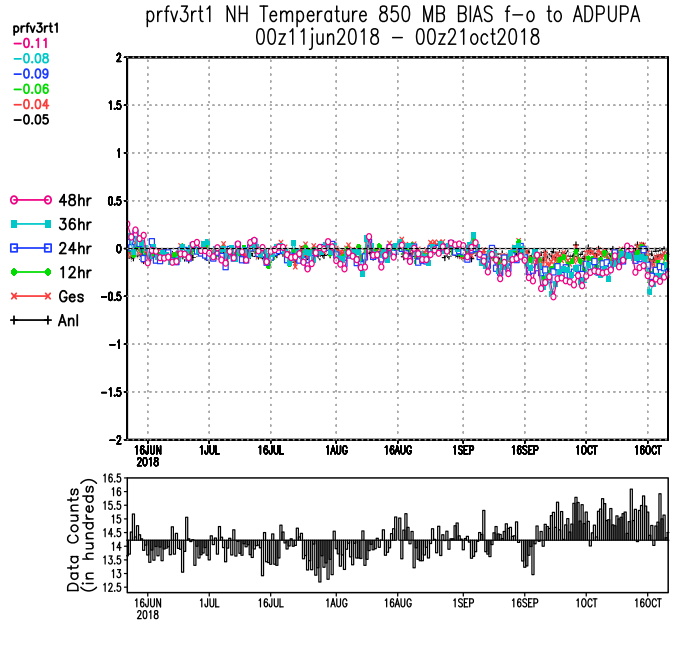 prfv3rt1 NH Temperature 850 MB BIAS f-o to ADPUPA
00z11jun2018 - 00z21oct2018
prfv3rt1
-0.11
-0.08
-0.09
-0.06
-0.04
-0.05
48hr
36hr
24hr
12hr
Ges
Anl
2
1.5
1
0.5
0
-0.5
-1
-1.5
-2
16JUN 1JUL 16JUL 1AUG 16AUG 1SEP 16SEP 1OCT 16OCT
2018
Data Counts
(in hundreds)
16.5
16
15.5
15
14.5
14
13.5
13
12.5
16JUN 1JUL 16JUL 1AUG 16AUG 1SEP 16SEP 1OCT 16OCT
2018